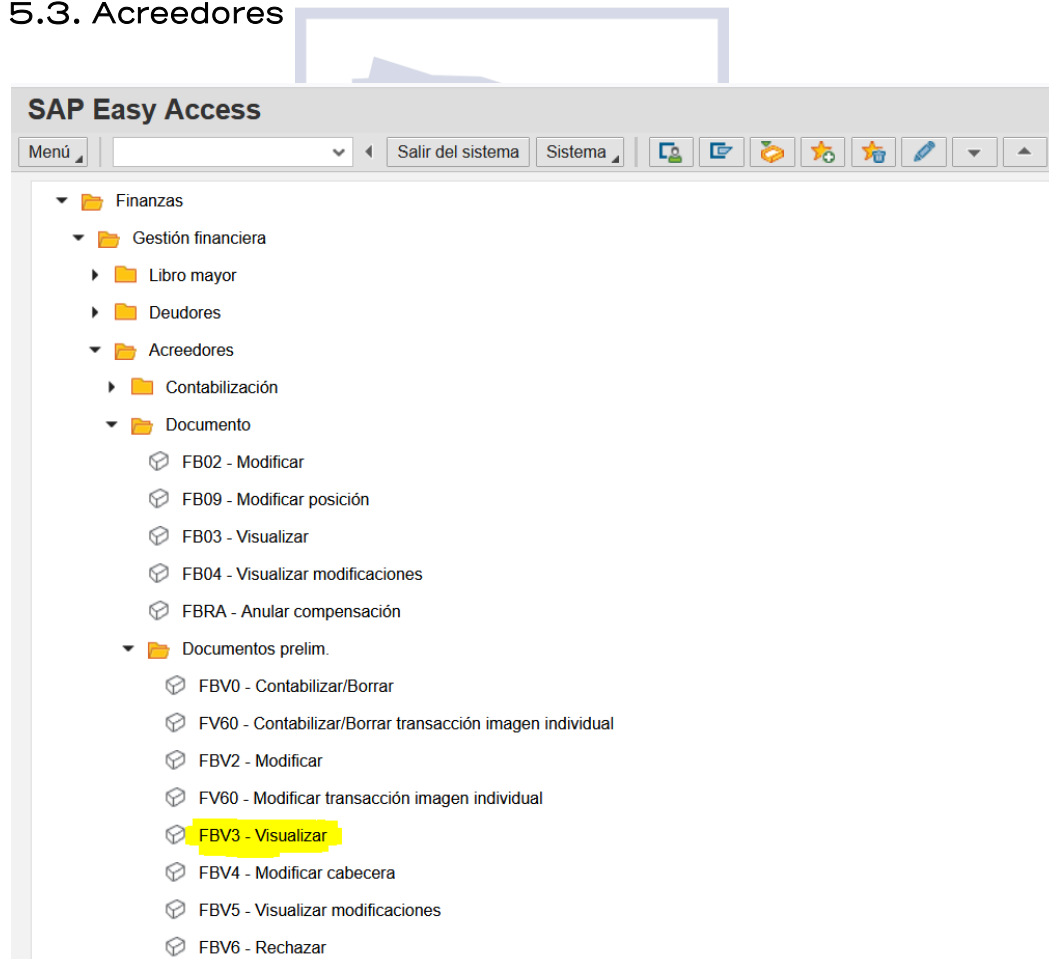 5.3. Acreedores
SAP Easy Access
Menú Salir del sistema Sistema
Finanzas
Gestión financiera
Libro mayor
Deudores
Acreedores
Contabilización
Documento
FB02 - Modificar
FB09 - Modificar posición
FB03 - Visualizar
FB04 - Visualizar modificaciones
FBRA - Anular compensación
Documentos prelim.
FBV0 - Contabilizar/Borrar
FV60 - Contabilizar/Borrar transacción imagen individual
FBV2 - Modificar
FV60 - Modificar transacción imagen individual
FBV3 - Visualizar
FBV4 - Modificar cabecera
FBV5 - Visualizar modificaciones
FBV6 - Rechazar